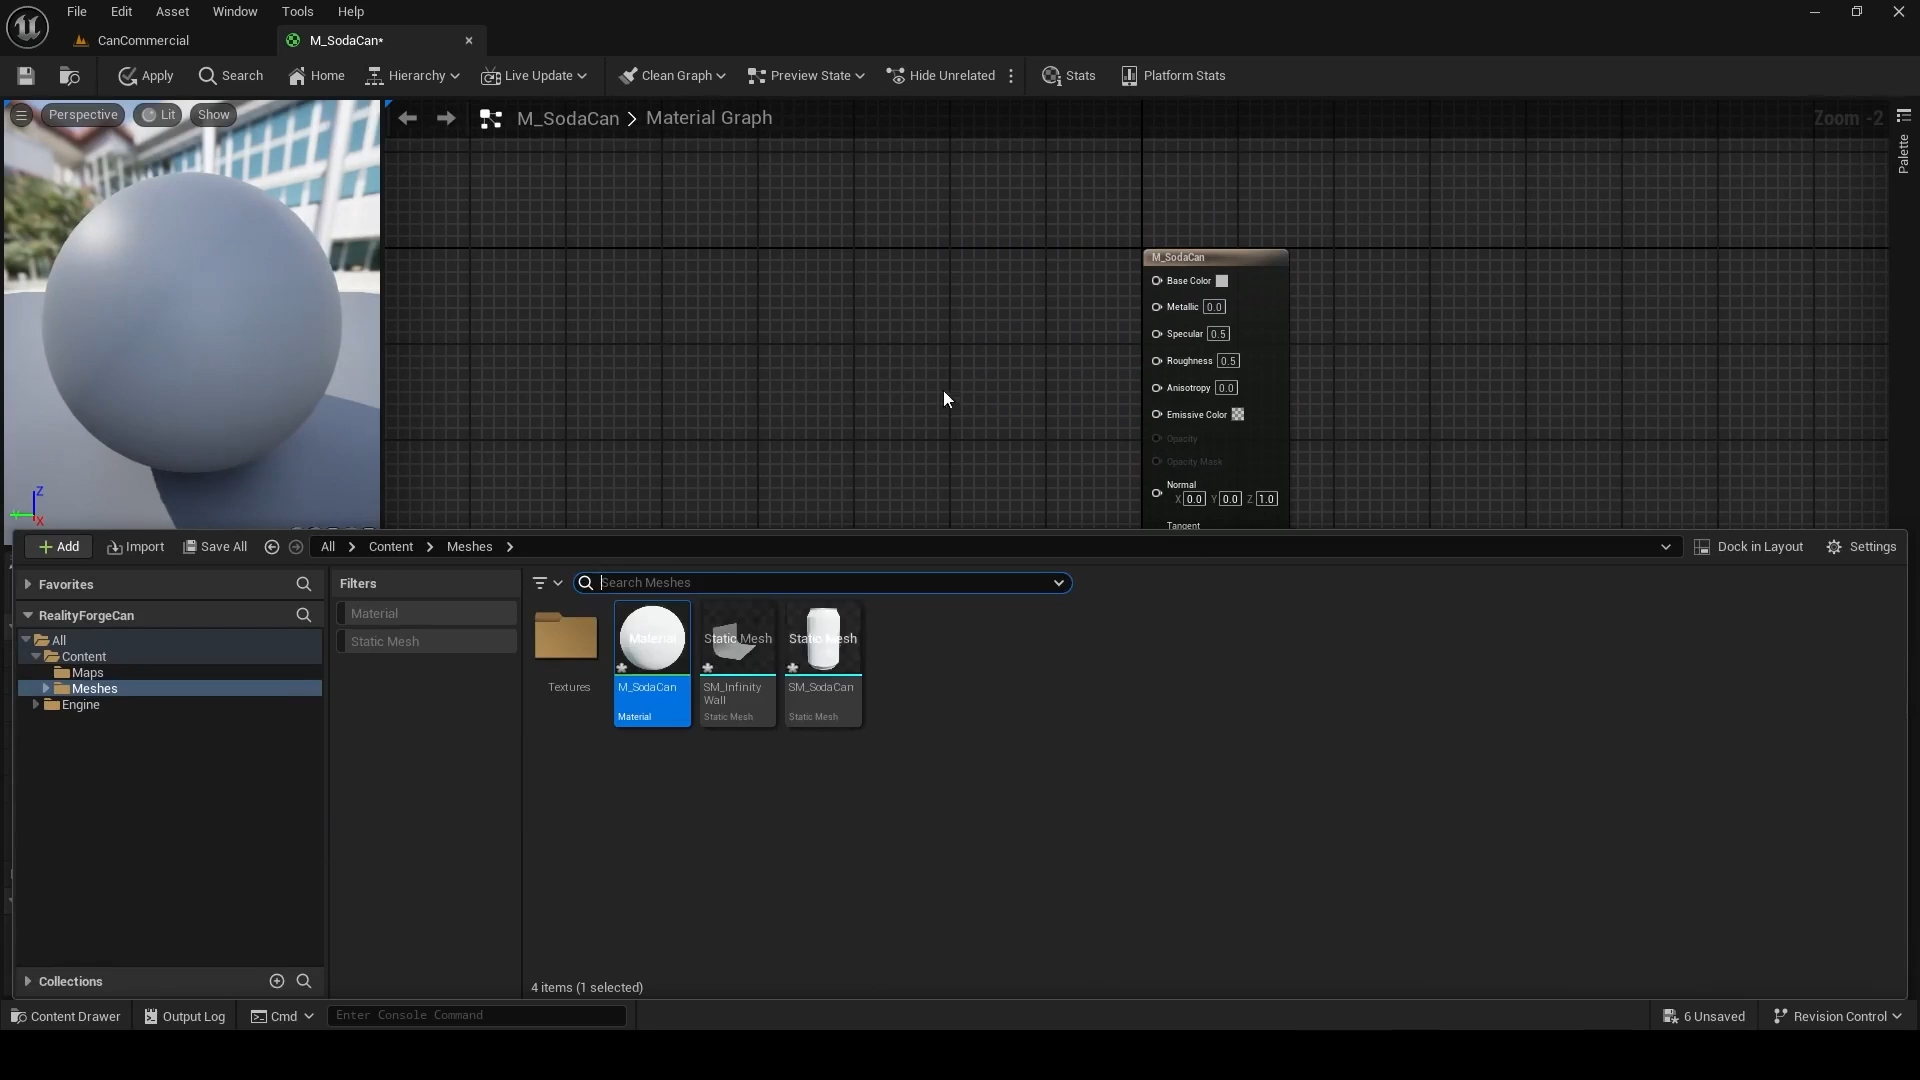 File Edit Asset Window Tools Help
CanCommercial M_SodaCan*
Apply Search Home Hierarchy Live Update Clean Graph Preview State Hide Unrelated Stats Platform Stats
Perspective Lit Show
M_SodaCan > Material Graph
Zoom -2
Palette
M_SodaCan
Base Color
Metallic 0.0
Specular 0.5
Roughness 0.5
Anisotropy 0.0
Emissive Color
Opacity
Opacity Mask
Normal
X 0.0 Y 0.0 Z 1.0
Tangent
Z
Y
X
+ Add Import Save All All > Content > Meshes > Dock in Layout Settings
Favorites
RealityForgeCan
All
Content
Maps
Meshes
Engine
Collections
Filters
Material
Static Mesh
Search Meshes
Textures
Material
M_SodaCan
Material
Static Mesh
SM_Infinity
Wall
Static Mesh
Static Mesh
SM_SodaCan
Static Mesh
4 items (1 selected)
Content Drawer Output Log Cmd Enter Console Command 6 Unsaved Revision Control